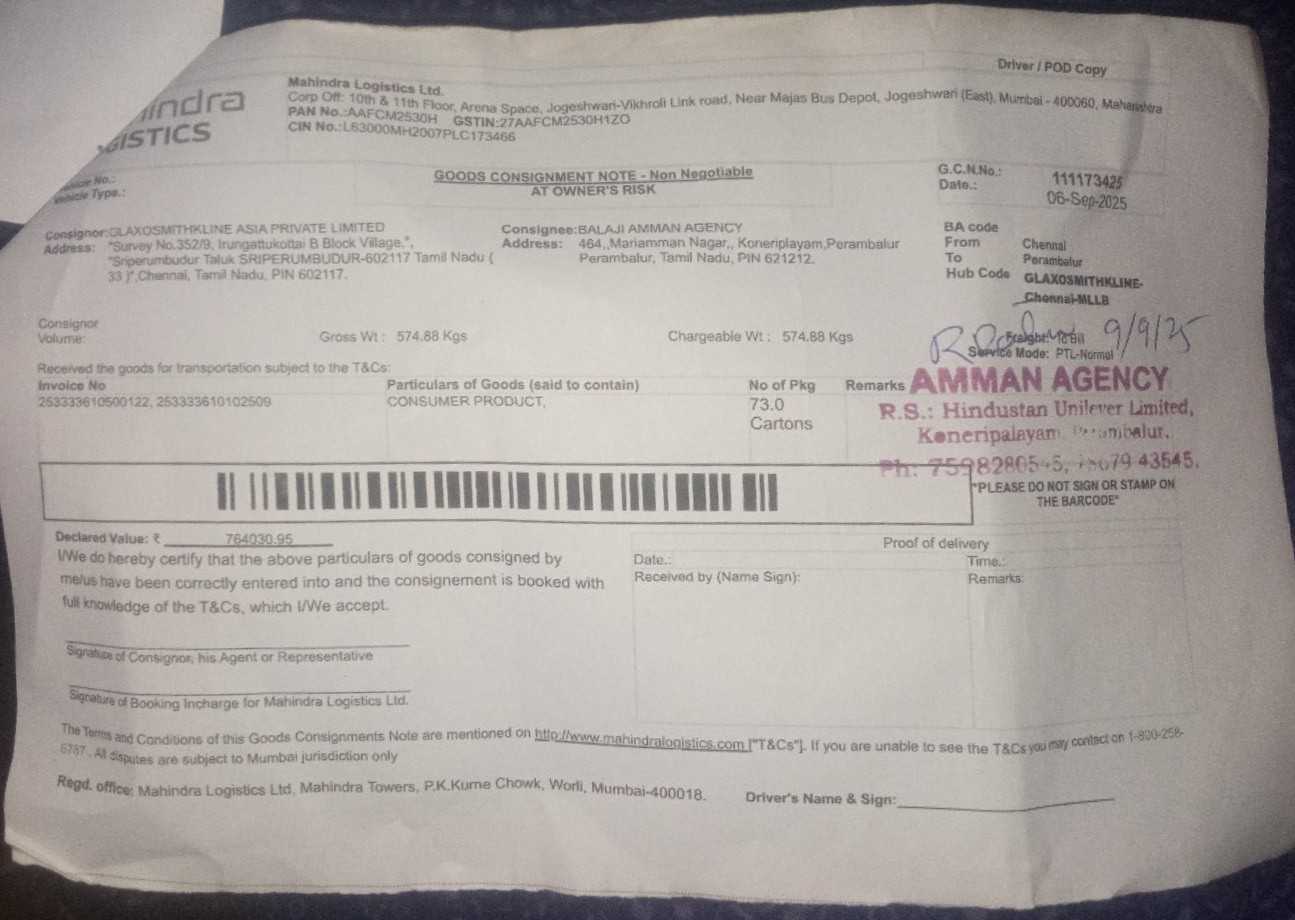 Driver / POD Copy
indra
GISTICS
Mahindra Logistics Ltd.
Corp Off: 10th & 11th Floor, Arena Space, Jogeshwari-Vikhroli Link road, Near Majas Bus Depot, Jogeshwari (East), Mumbai - 400060, Maharashtra
PAN No.:AAFCM2530H GSTIN:27AAFCM2530H1ZO
CIN No.:L63000MH2007PLC173466
No.:
Vehicle Type.:
GOODS CONSIGNMENT NOTE - Non Negotiable
AT OWNER'S RISK
G.C.N.No.: 111173425
Date.: 06-Sep-2025
Consignor:GLAXOSMITHKLINE ASIA PRIVATE LIMITED
Address: "Survey No.352/9, Irungattukottai B Block Village,",
"Sriperumbudur Taluk SRIPERUMBUDUR-602117 Tamil Nadu (
33 )",Chennai, Tamil Nadu, PIN 602117.
Consignee:BALAJI AMMAN AGENCY
Address: 464,,Mariamman Nagar,, Koneriplayam,Perambalur
Perambalur, Tamil Nadu, PIN 621212.
BA code
From Chennai
To Perambalur
Hub Code GLAXOSMITHKLINE-
Chennai-MLLB
Consignor
Volume:
Gross Wt : 574.88 Kgs
Chargeable Wt : 574.88 Kgs
Freight: Bill
9/9/25
Service Mode: PTL-Normal
Received the goods for transportation subject to the T&Cs:
Invoice No Particulars of Goods (said to contain) No of Pkg Remarks
253333610500122, 253333610102509 CONSUMER PRODUCT, 73.0
Cartons
AMMAN AGENCY
R.S.: Hindustan Unilever Limited,
Koneripalayam,
Ph: 43545.
"PLEASE DO NOT SIGN OR STAMP ON
THE BARCODE"
Declared Value: ₹ 764030.95
I/We do hereby certify that the above particulars of goods consigned by
me/us have been correctly entered into and the consignement is booked with
full knowledge of the T&Cs, which I/We accept.
Proof of delivery
Date.: Time.:
Received by (Name Sign): Remarks:
Signature of Consignor, his Agent or Representative
Signature of Booking Incharge for Mahindra Logistics Ltd.
The Terms and Conditions of this Goods Consignments Note are mentioned on http://www.mahindralogistics.com ["T&Cs"]. If you are unable to see the T&Cs you may contact on 1-800-258-
6787 . All disputes are subject to Mumbai jurisdiction only
Regd. office: Mahindra Logistics Ltd, Mahindra Towers, P.K.Kurne Chowk, Worli, Mumbai-400018.
Driver's Name & Sign: